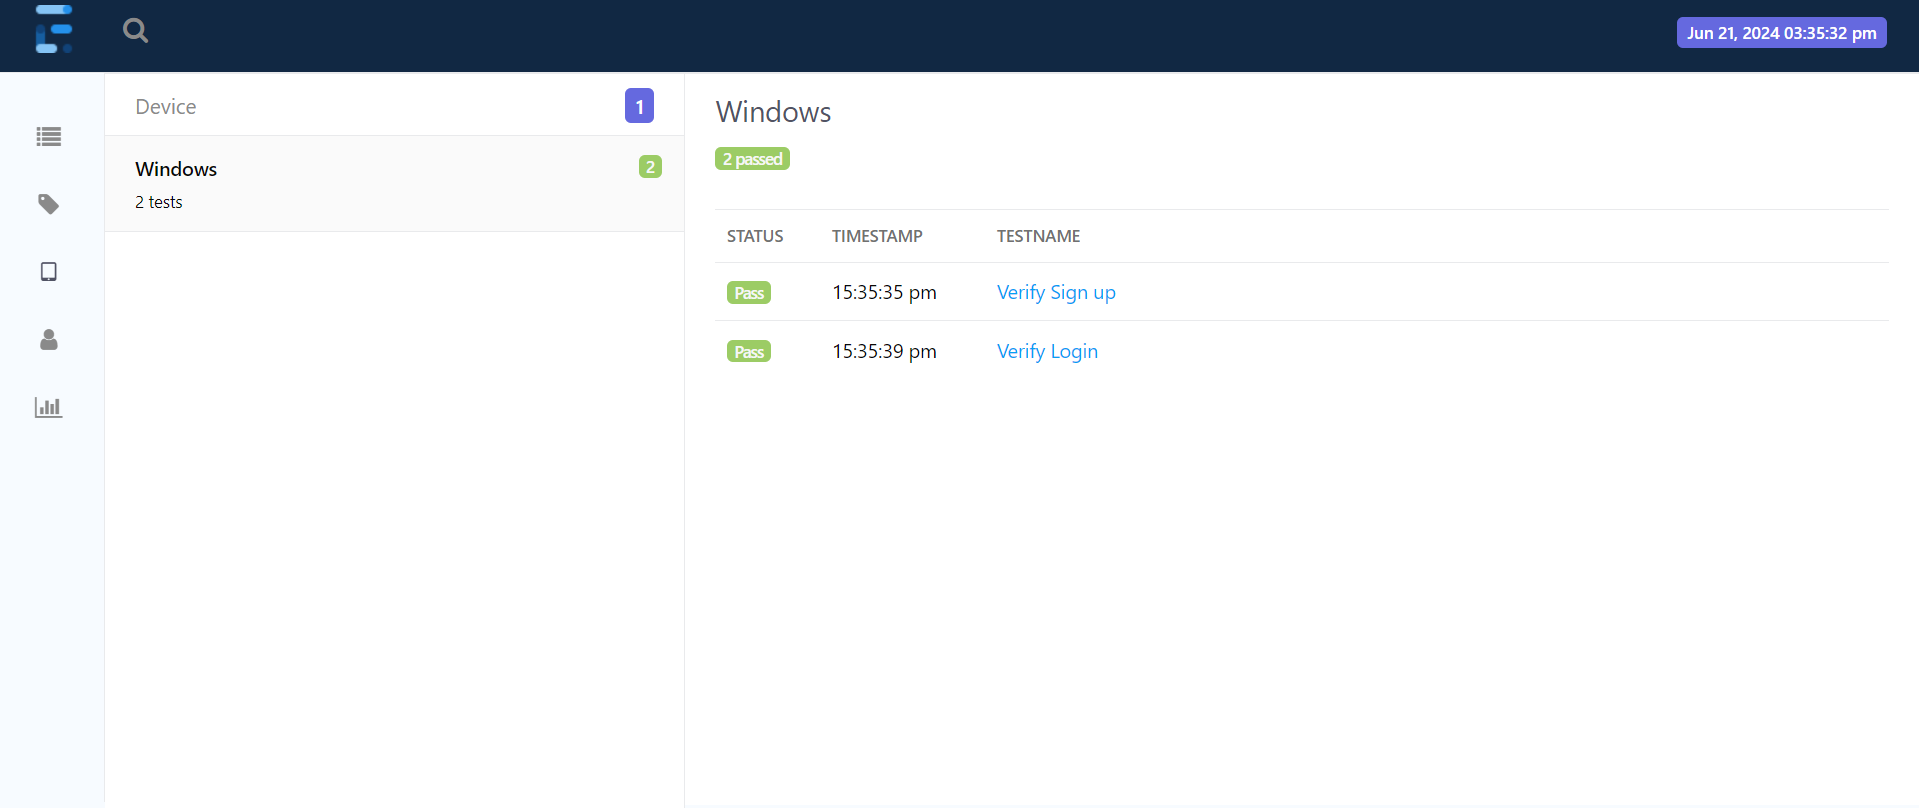 Jun 21, 2024 03:35:32 pm
Device 1
Windows 2
2 tests
Windows
2 passed
STATUS TIMESTAMP TESTNAME
Pass 15:35:35 pm Verify Sign up
Pass 15:35:39 pm Verify Login